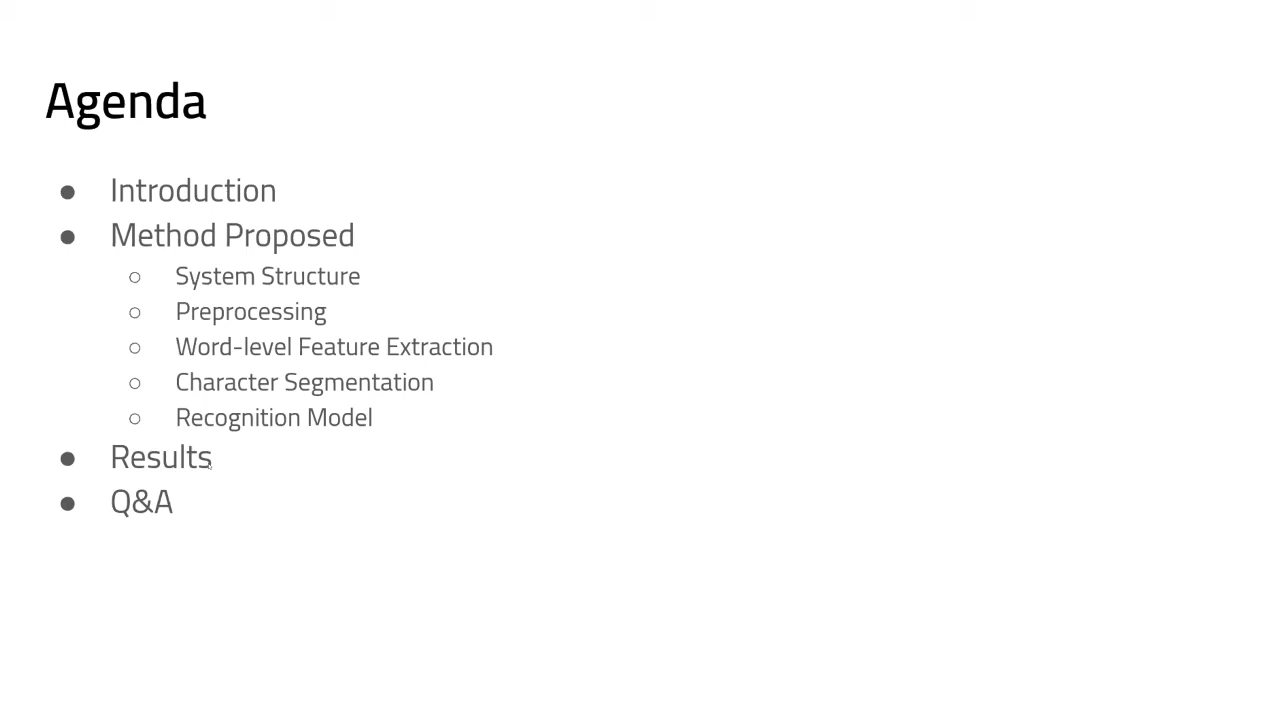 Agenda
● Introduction
● Method Proposed
○ System Structure
○ Preprocessing
○ Word-level Feature Extraction
○ Character Segmentation
○ Recognition Model
● Results
● Q&A